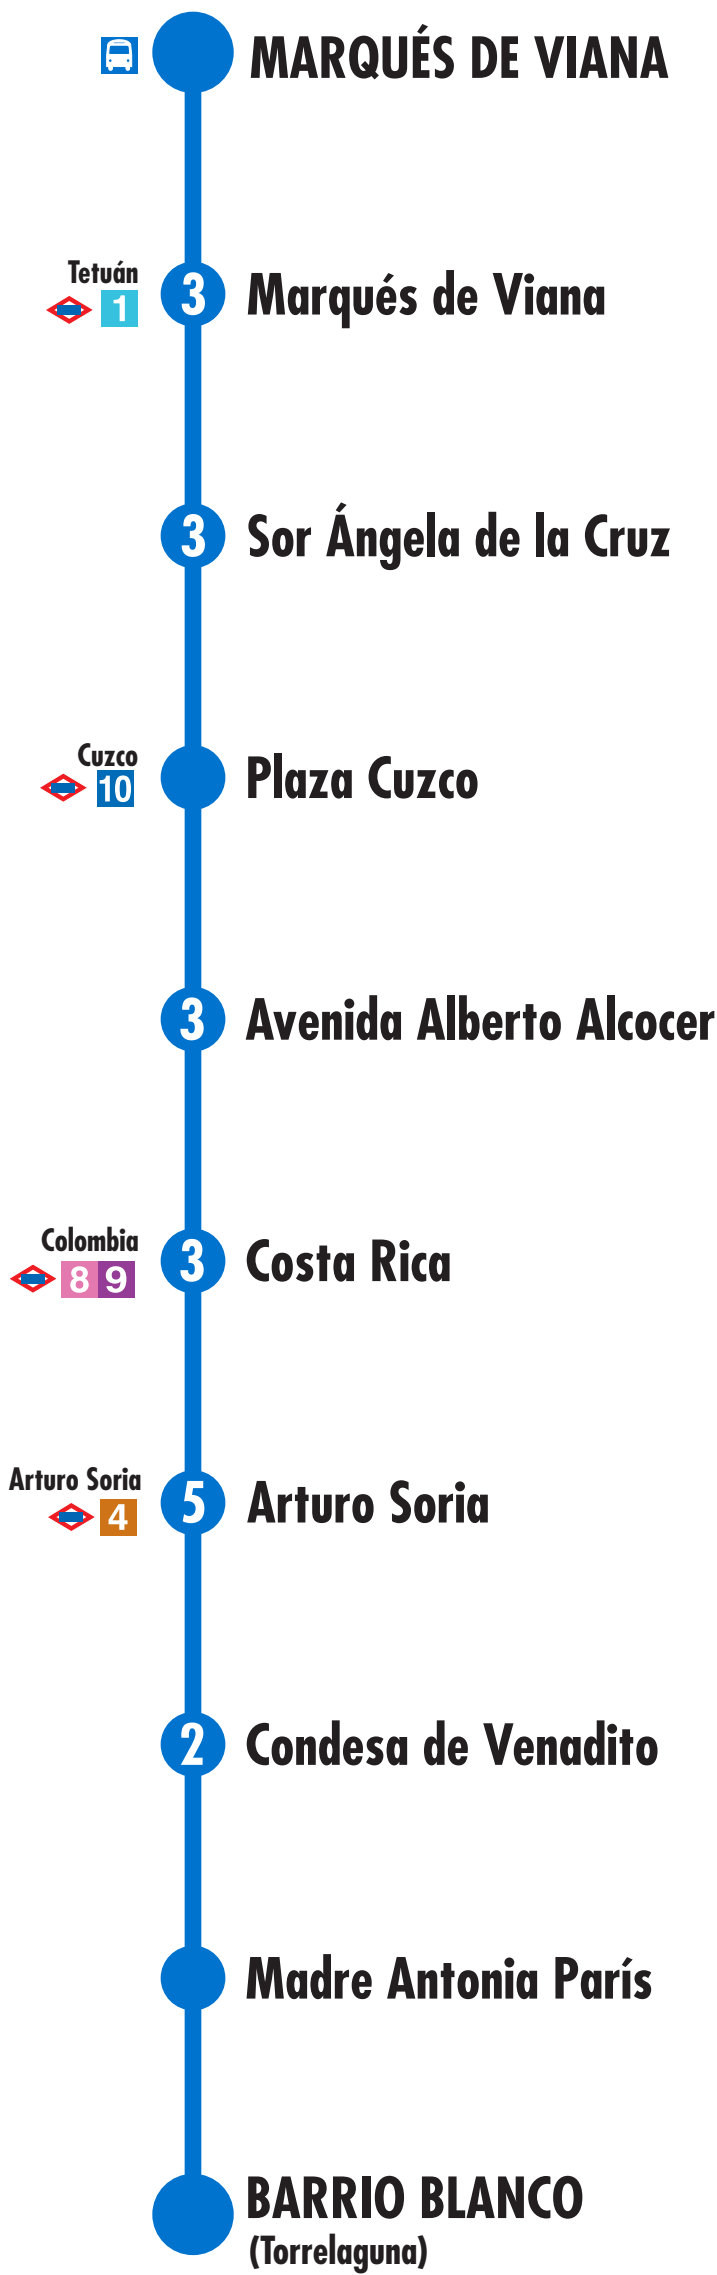 MARQUÉS DE VIANA
Tetuán
1
3
Marqués de Viana
3
Sor Ángela de la Cruz
Cuzco
10
Plaza Cuzco
3
Avenida Alberto Alcocer
Colombia
8 9
3
Costa Rica
Arturo Soria
4
5
Arturo Soria
2
Condesa de Venadito
Madre Antonia París
BARRIO BLANCO
(Torrelaguna)